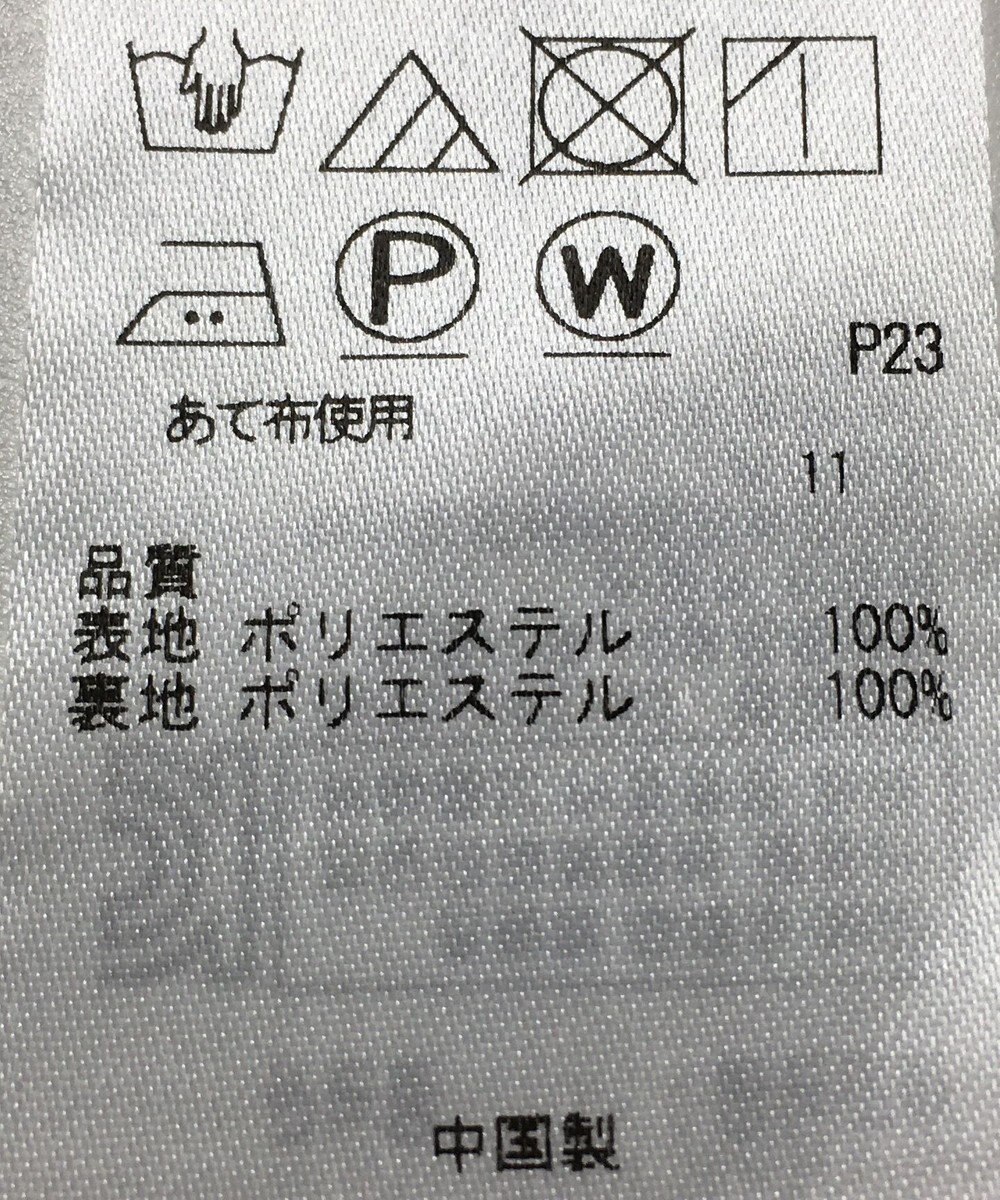 P W
P23
あて布使用
11
品質
表地 ポリエステル 100%
裏地 ポリエステル 100%
中国製